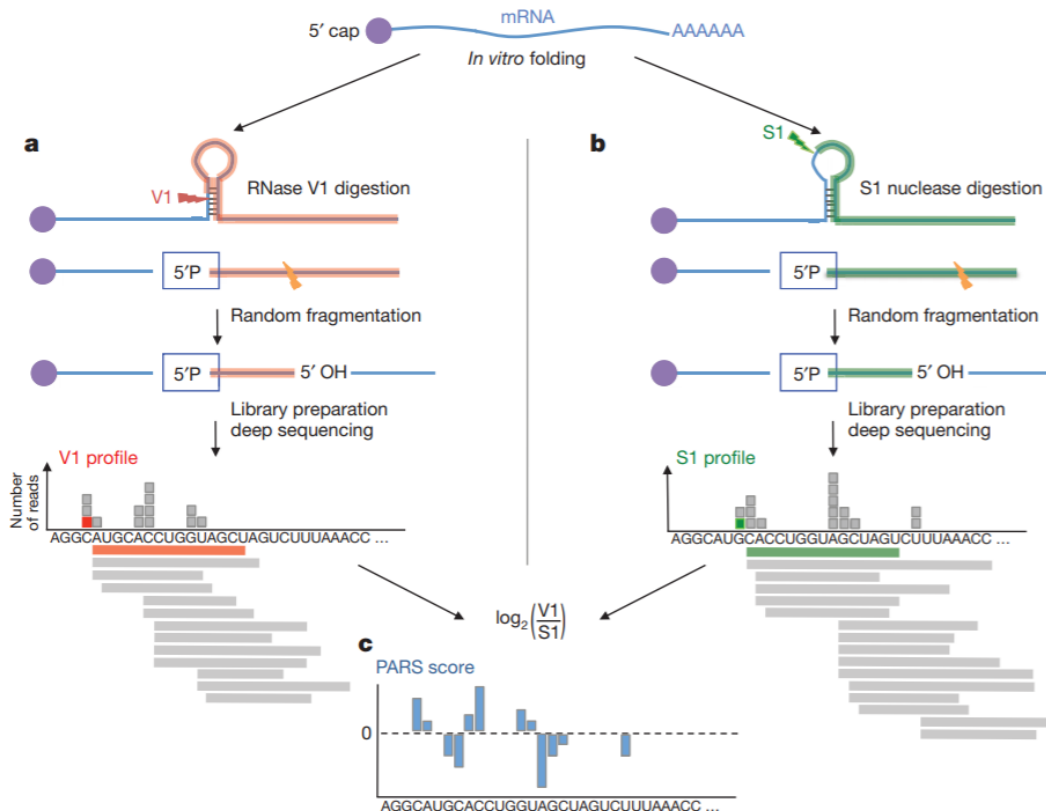 mRNA
5′ cap
AAAAAA
In vitro folding
a
V1
RNase V1 digestion
5′P
Random fragmentation
5′P
5′ OH
Library preparation
deep sequencing
V1 profile
Number
of reads
AGGCAUGCACCUGGUAGCUAGUCUUUAAACC ...
b
S1
S1 nuclease digestion
5′P
Random fragmentation
5′P
5′ OH
Library preparation
deep sequencing
S1 profile
AGGCAUGCACCUGGUAGCUAGUCUUUAAACC ...
log2(V1/S1)
c
PARS score
0
AGGCAUGCACCUGGUAGCUAGUCUUUAAACC ...